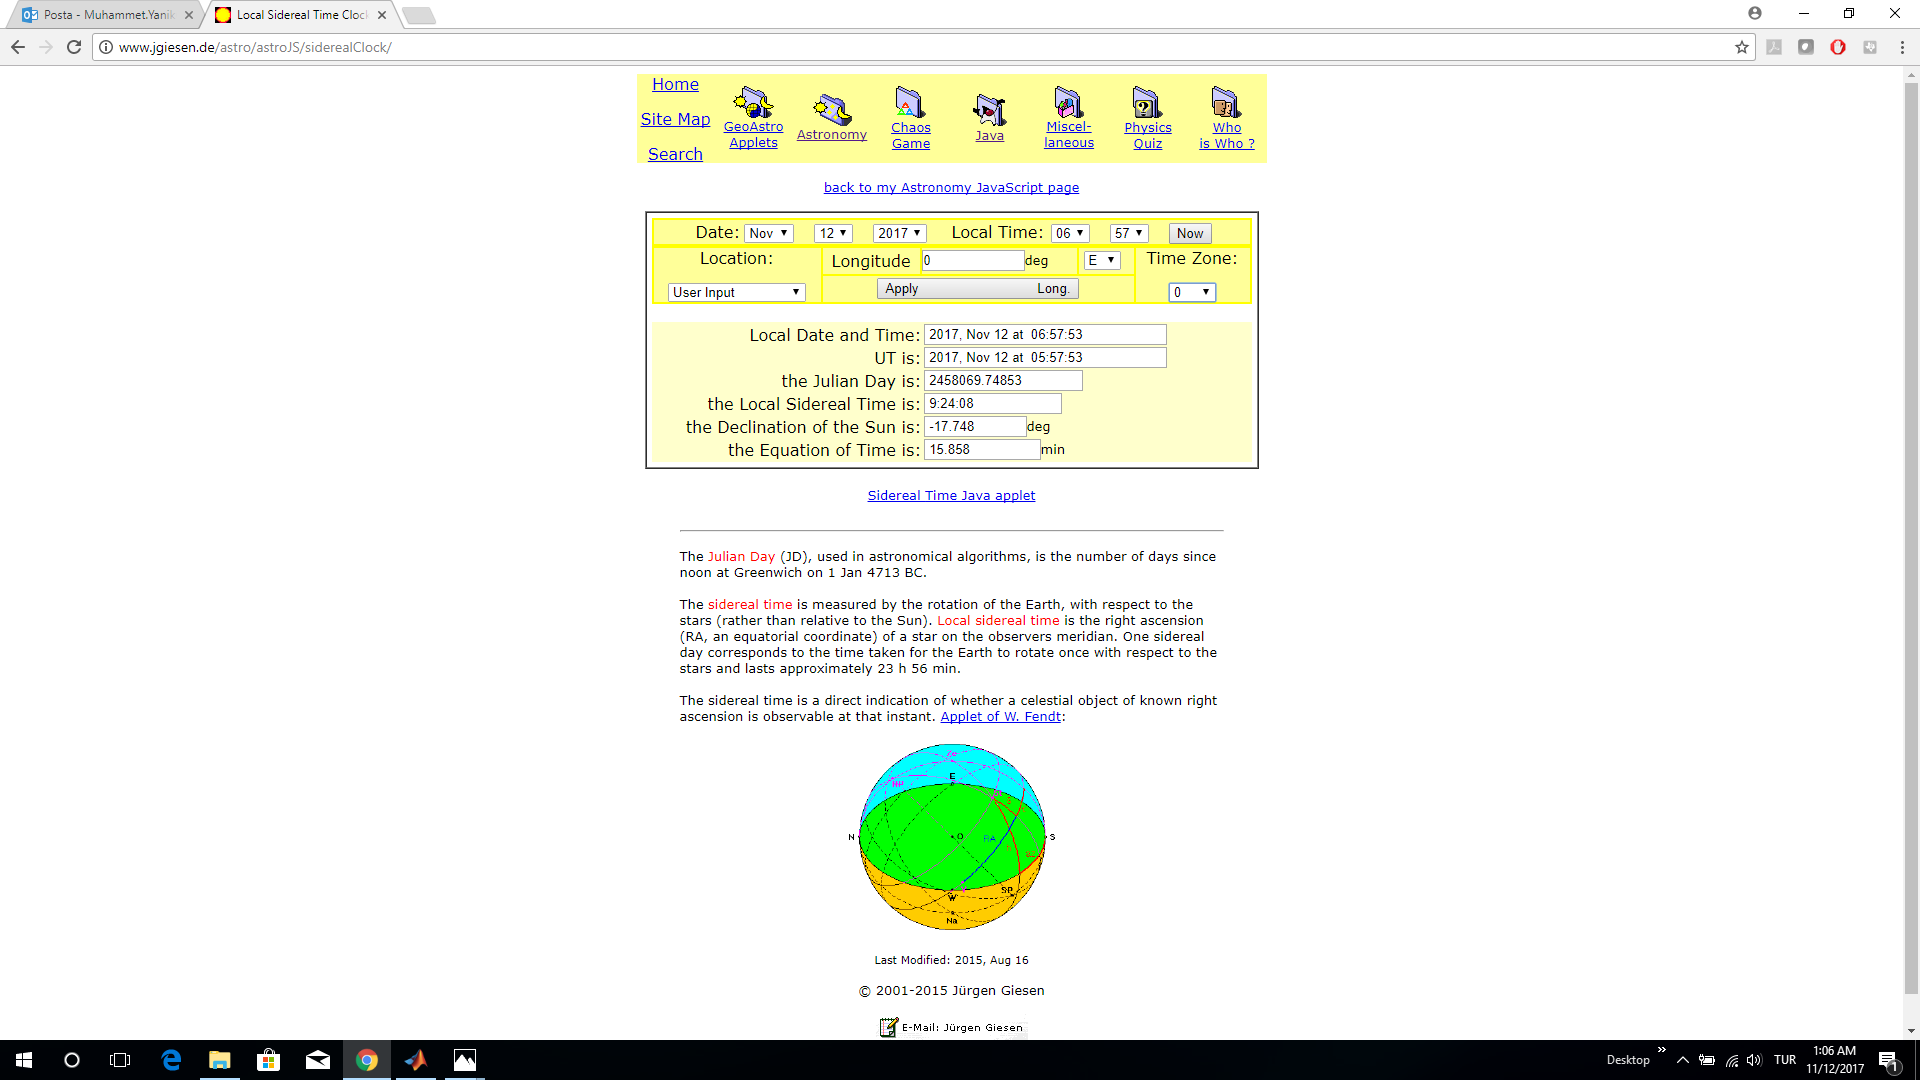 Posta - Muhammet.Yanik
Local Sidereal Time Clock
www.jgiesen.de/astro/astroJS/siderealClock/
Home
Site Map
Search
GeoAstro
Applets
Astronomy
Chaos
Game
Java
Miscel-
laneous
Physics
Quiz
Who
is Who ?
back to my Astronomy JavaScript page
Date: Nov 12 2017 Local Time: 06 57 Now
Location: Longitude 0 deg E Time Zone:
User Input Apply Long. 0
Local Date and Time: 2017, Nov 12 at 06:57:53
UT is: 2017, Nov 12 at 05:57:53
the Julian Day is: 2458069.74853
the Local Sidereal Time is: 9:24:08
the Declination of the Sun is: -17.748 deg
the Equation of Time is: 15.858 min
Sidereal Time Java applet
The Julian Day (JD), used in astronomical algorithms, is the number of days since
noon at Greenwich on 1 Jan 4713 BC.
The sidereal time is measured by the rotation of the Earth, with respect to the
stars (rather than relative to the Sun). Local sidereal time is the right ascension
(RA, an equatorial coordinate) of a star on the observers meridian. One sidereal
day corresponds to the time taken for the Earth to rotate once with respect to the
stars and lasts approximately 23 h 56 min.
The sidereal time is a direct indication of whether a celestial object of known right
ascension is observable at that instant. Applet of W. Fendt:
Ze
E
NP
N
O
RA
S
SP
W
Na
Last Modified: 2015, Aug 16
© 2001-2015 Jürgen Giesen
E-Mail: Jürgen Giesen
Desktop
TUR
1:06 AM
11/12/2017
1